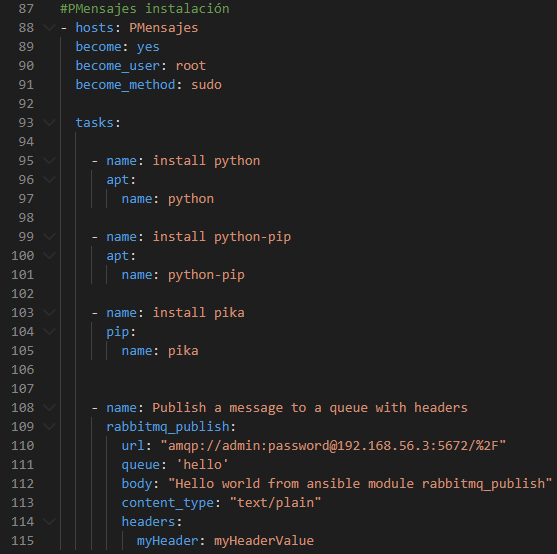 87 #PMensajes instalación
88 - hosts: PMensajes
89 become: yes
90 become_user: root
91 become_method: sudo
92
93 tasks:
94
95 - name: install python
96 apt:
97 name: python
98
99 - name: install python-pip
100 apt:
101 name: python-pip
102
103 - name: install pika
104 pip:
105 name: pika
106
107
108 - name: Publish a message to a queue with headers
109 rabbitmq_publish:
110 url: "amqp://admin:password@192.168.56.3:5672/%2F"
111 queue: 'hello'
112 body: "Hello world from ansible module rabbitmq_publish"
113 content_type: "text/plain"
114 headers:
115 myHeader: myHeaderValue